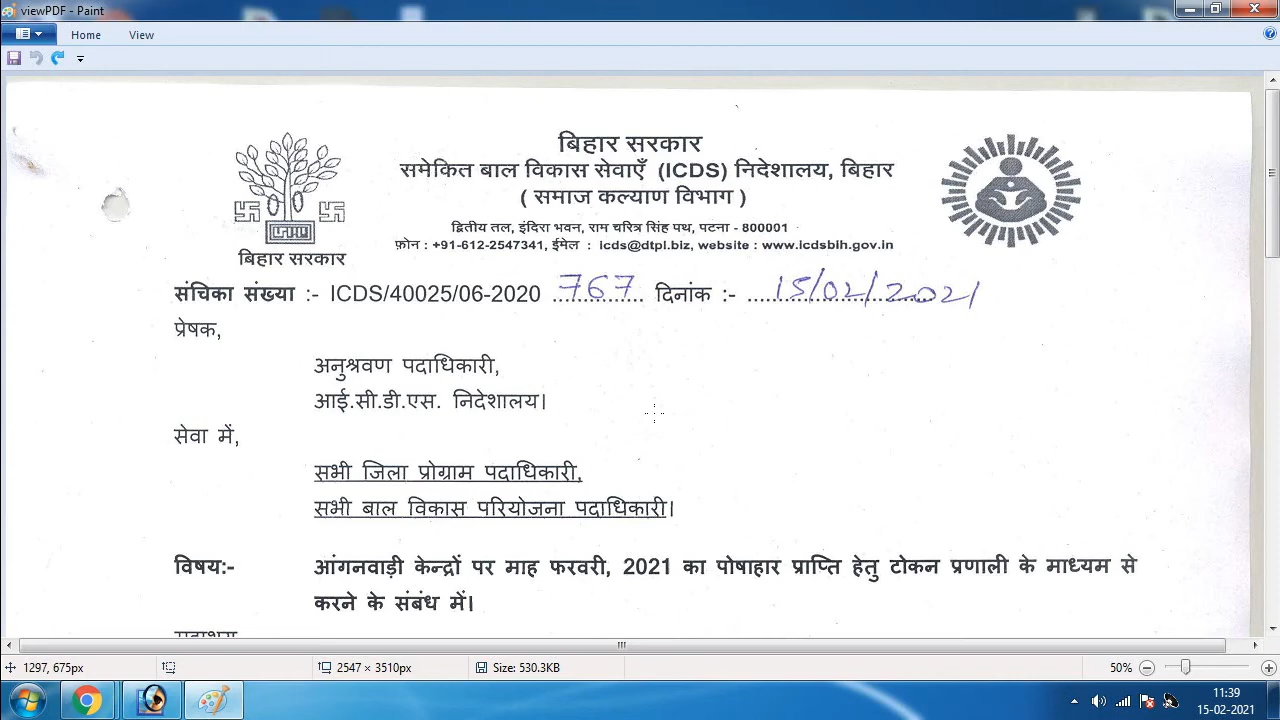 viewPDF - Paint
Home View
बिहार सरकार
समेकित बाल विकास सेवाएँ (ICDS) निदेशालय, बिहार
( समाज कल्याण विभाग )
द्वितीय तल, इंदिरा भवन, राम चरित्र सिंह पथ, पटना - 800001
फ़ोन : +91-612-2547341, ईमेल : icds@dtpl.biz, website : www.icdsbih.gov.in
बिहार सरकार
संचिका संख्या :- ICDS/40025/06-2020 767 दिनांक :- 15/02/2021
प्रेषक,
अनुश्रवण पदाधिकारी,
आई.सी.डी.एस. निदेशालय।
सेवा में,
सभी जिला प्रोग्राम पदाधिकारी,
सभी बाल विकास परियोजना पदाधिकारी।
विषय:- आंगनवाड़ी केन्द्रों पर माह फरवरी, 2021 का पोषाहार प्राप्ति हेतु टोकन प्रणाली के माध्यम से
करने के संबंध में।
1297, 675px 2547 × 3510px Size: 530.3KB 50%
11:39
15-02-2021